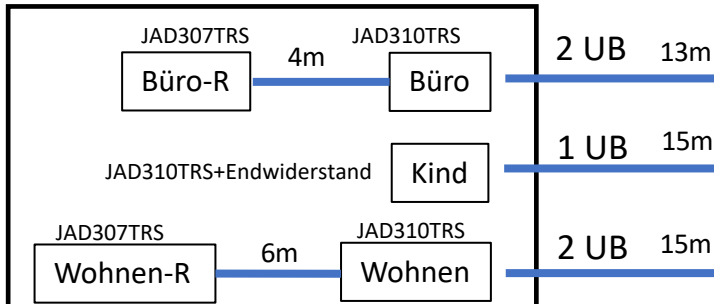 JAD307TRS
JAD310TRS
Büro-R
4m
Büro
2 UB
13m
JAD310TRS+Endwiderstand
Kind
1 UB
15m
JAD307TRS
JAD310TRS
Wohnen-R
6m
Wohnen
2 UB
15m